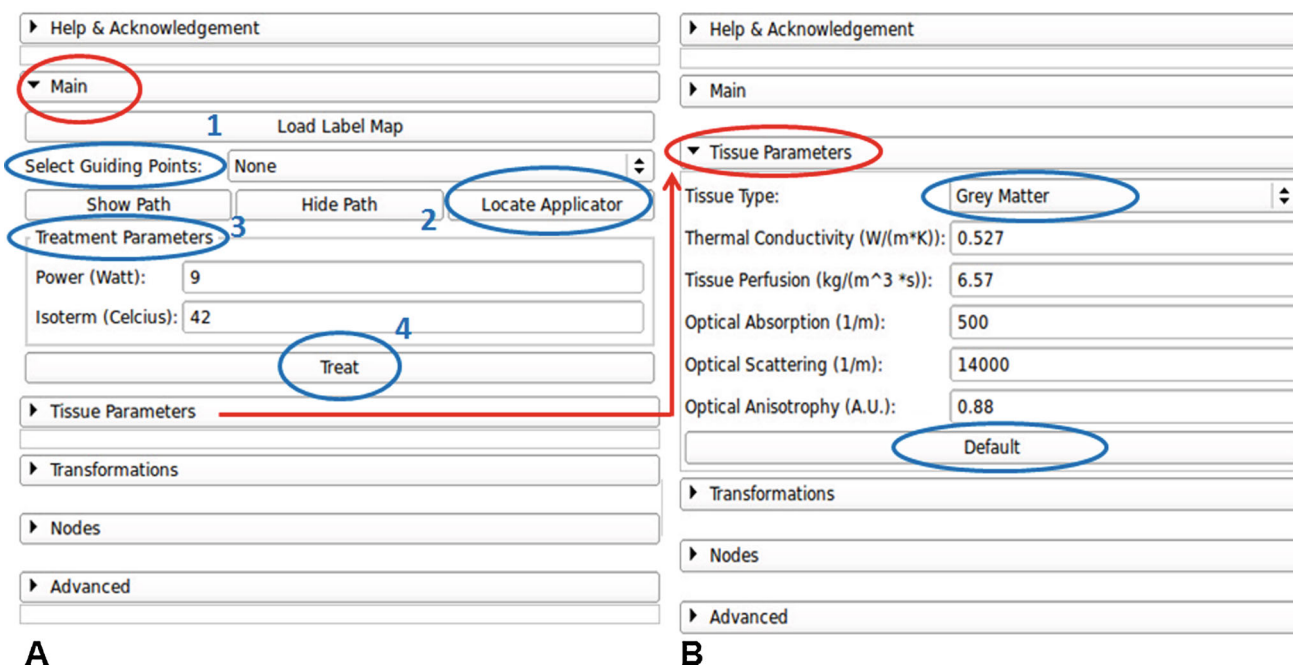 Help & Acknowledgement
Main
1
Load Label Map
Select Guiding Points: None
Show Path Hide Path 2 Locate Applicator
Treatment Parameters 3
Power (Watt): 9
Isoterm (Celcius): 42
4
Treat
Tissue Parameters
Transformations
Nodes
Advanced
A
Help & Acknowledgement
Main
Tissue Parameters
Tissue Type: Grey Matter
Thermal Conductivity (W/(m*K)): 0.527
Tissue Perfusion (kg/(m^3 *s)): 6.57
Optical Absorption (1/m): 500
Optical Scattering (1/m): 14000
Optical Anisotrophy (A.U.): 0.88
Default
Transformations
Nodes
Advanced
B